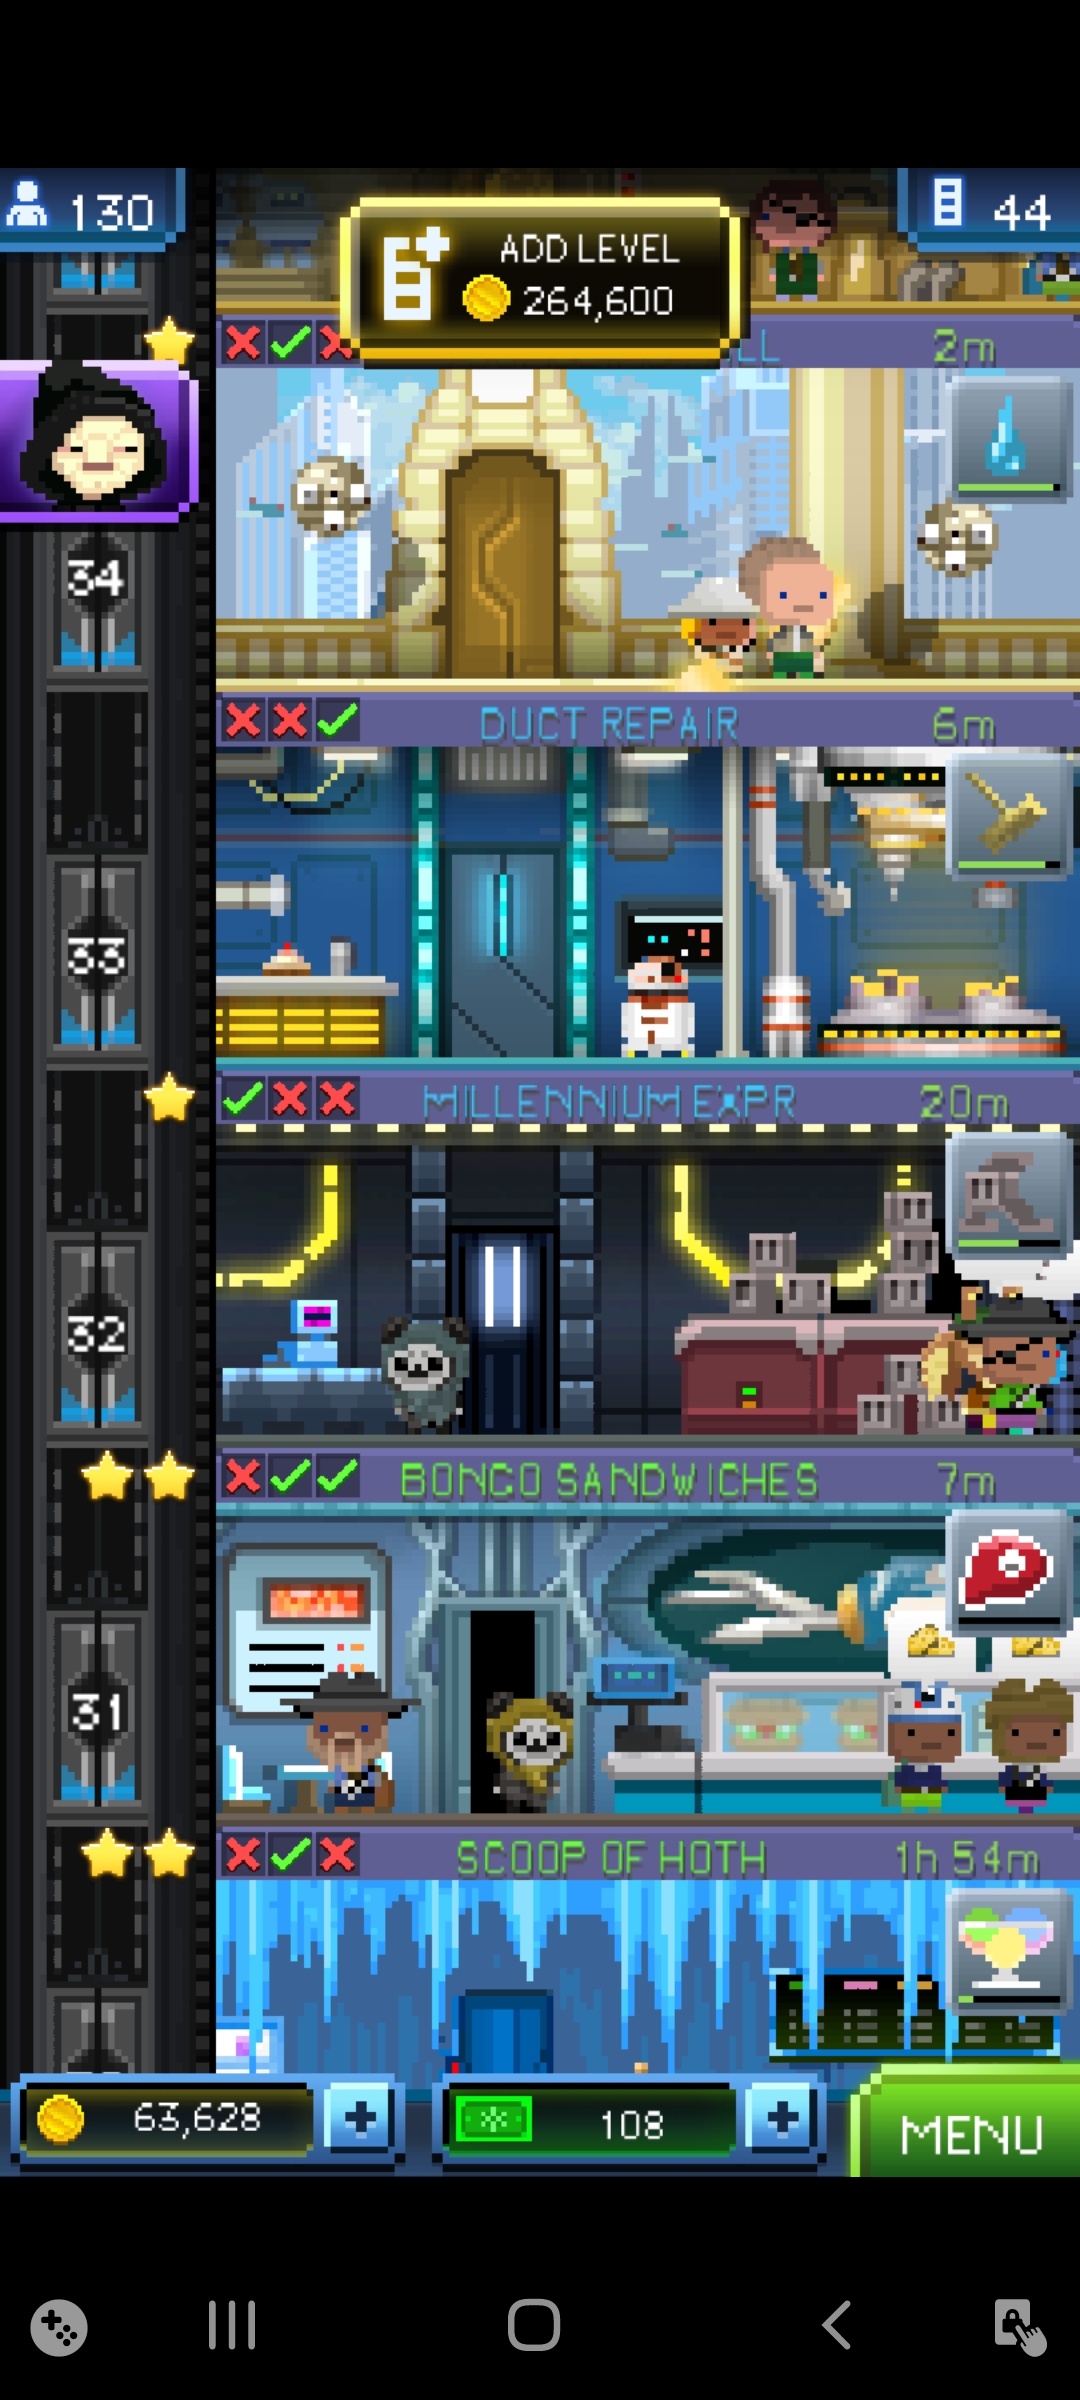 130
44
ADD LEVEL
264,600
LL
2m
34
DUCT REPAIR
6m
33
MILLENNIUM EXPR
20m
32
BONGO SANDWICHES
7m
31
SCOOP OF HOTH
1h 54m
63,628
108
MENU